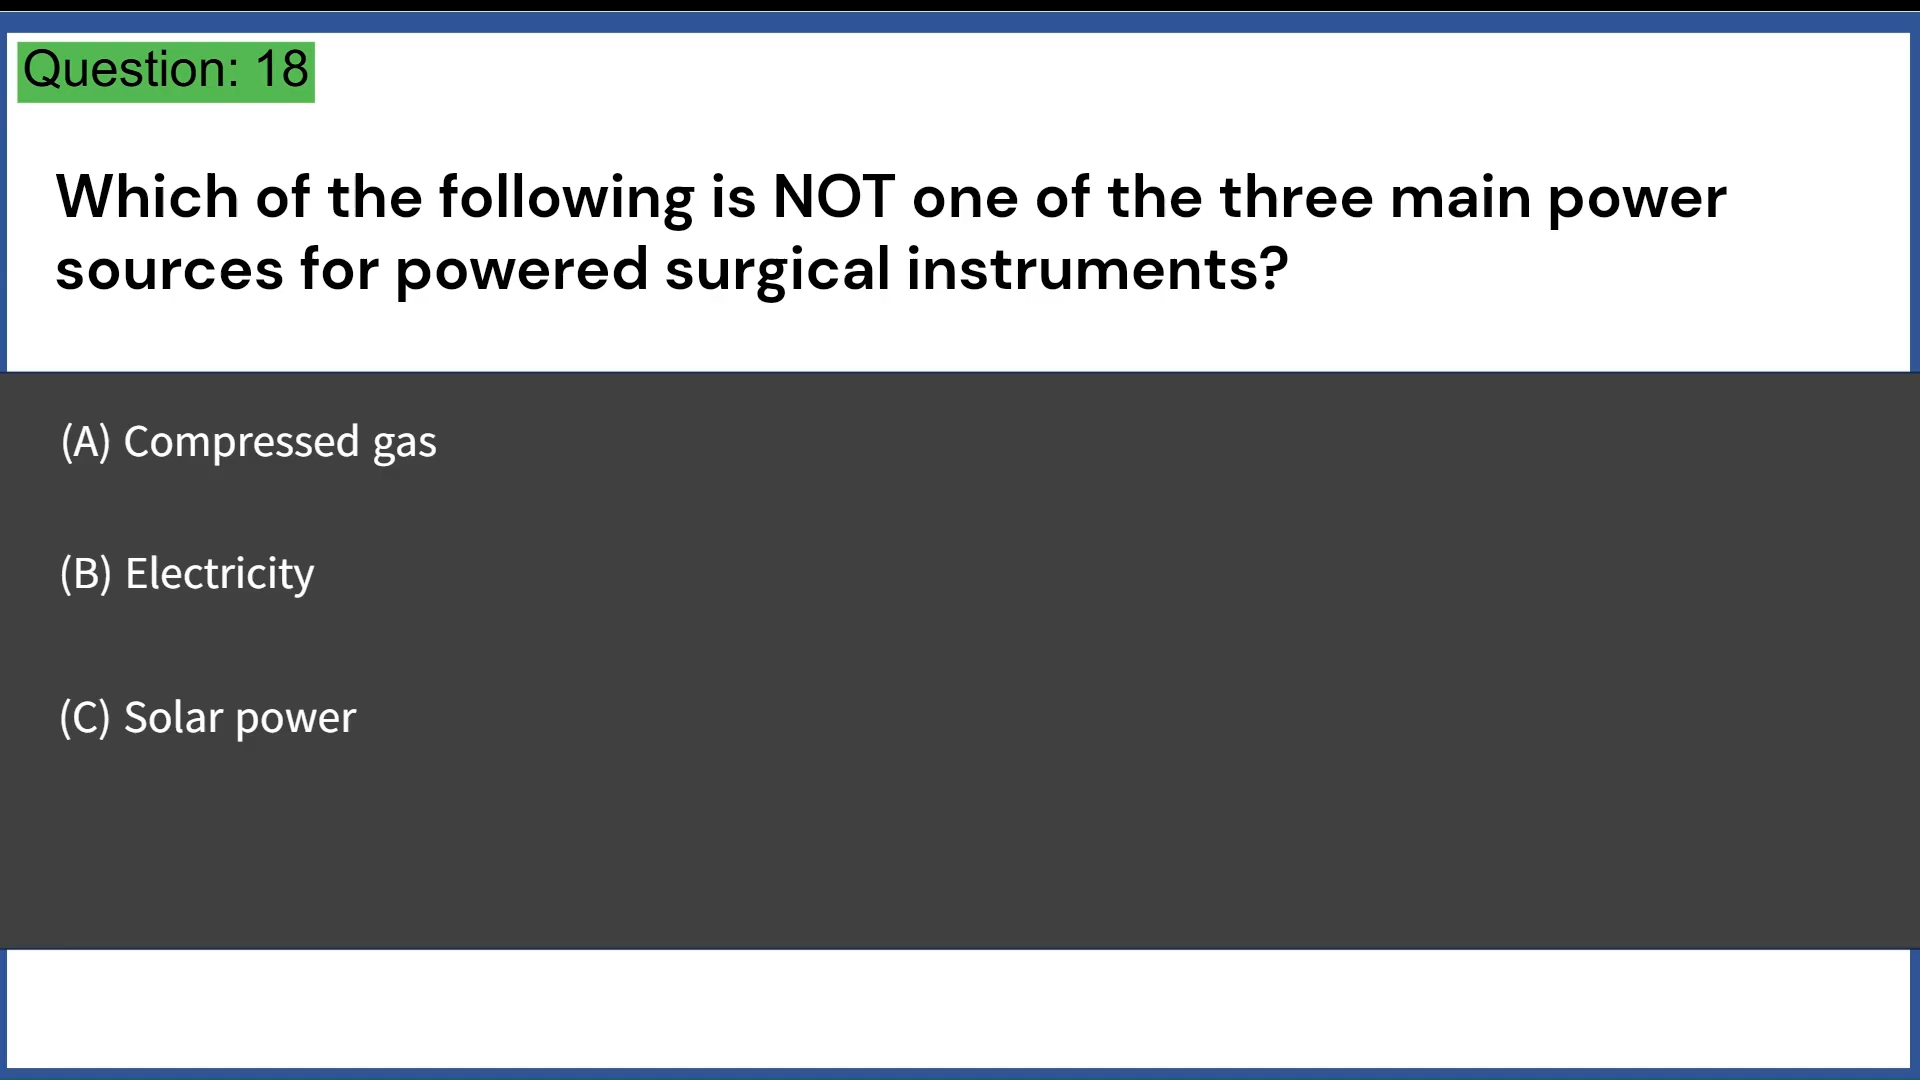 Question: 18
Which of the following is NOT one of the three main power
sources for powered surgical instruments?
(A) Compressed gas
(B) Electricity
(C) Solar power